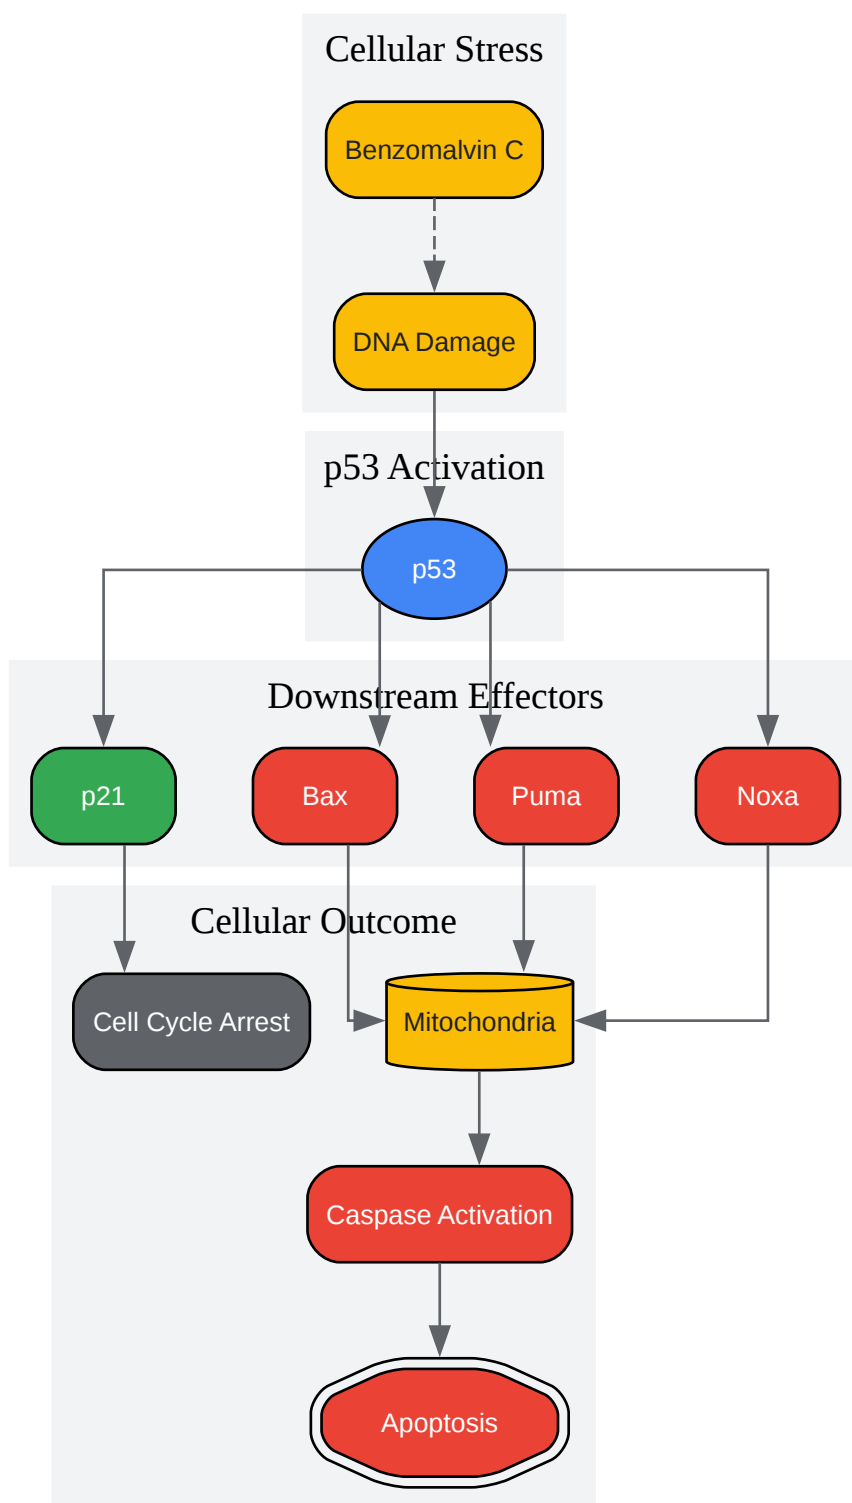 Cellular Stress
Benzomalvin C
DNA Damage
p53 Activation
p53
Downstream Effectors
p21
Bax
Puma
Noxa
Cellular Outcome
Cell Cycle Arrest
Mitochondria
Caspase Activation
Apoptosis